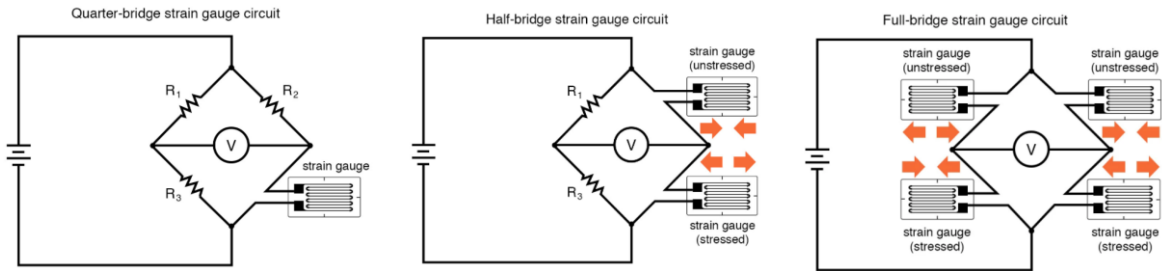 Quarter-bridge strain gauge circuit
R1
R2
V
R3
strain gauge
Half-bridge strain gauge circuit
strain gauge
(unstressed)
R1
V
R3
strain gauge
(stressed)
Full-bridge strain gauge circuit
strain gauge
(unstressed)
strain gauge
(unstressed)
V
strain gauge
(stressed)
strain gauge
(stressed)